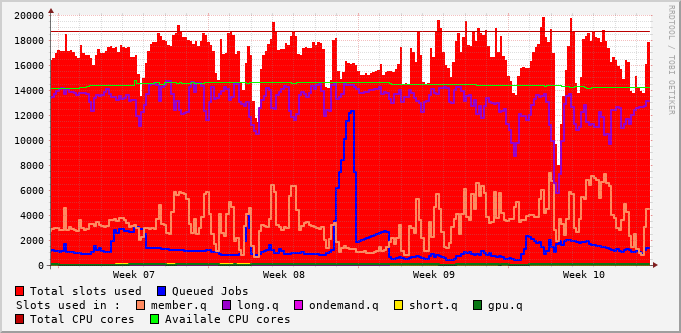 20000
18000
16000
14000
12000
10000
8000
6000
4000
2000
0
Week 07 Week 08 Week 09 Week 10
RRDTOOL / TOBI OETIKER
Total slots used Queued Jobs
Slots used in : member.q long.q ondemand.q short.q gpu.q
Total CPU cores Availale CPU cores